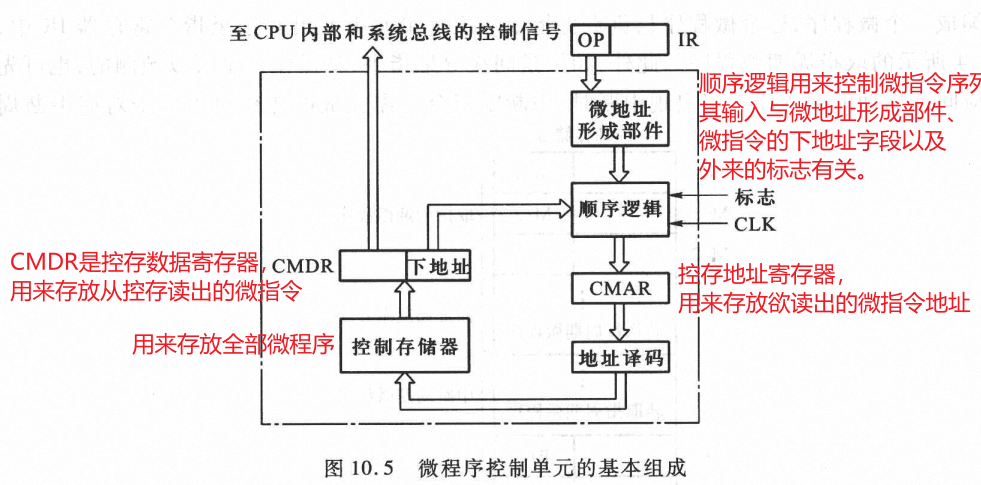 至CPU内部和系统总线的控制信号
OP
IR
顺序逻辑用来控制微指令序列
其输入与微地址形成部件、
微指令的下地址字段以及
外来的标志有关。
微地址
形成部件
顺序逻辑
标志
CLK
CMDR是控存数据寄存器,
用来存放从控存读出的微指令
CMDR
下地址
CMAR
控存地址寄存器,
用来存放欲读出的微指令地址
用来存放全部微程序
控制存储器
地址译码
图 10.5 微程序控制单元的基本组成